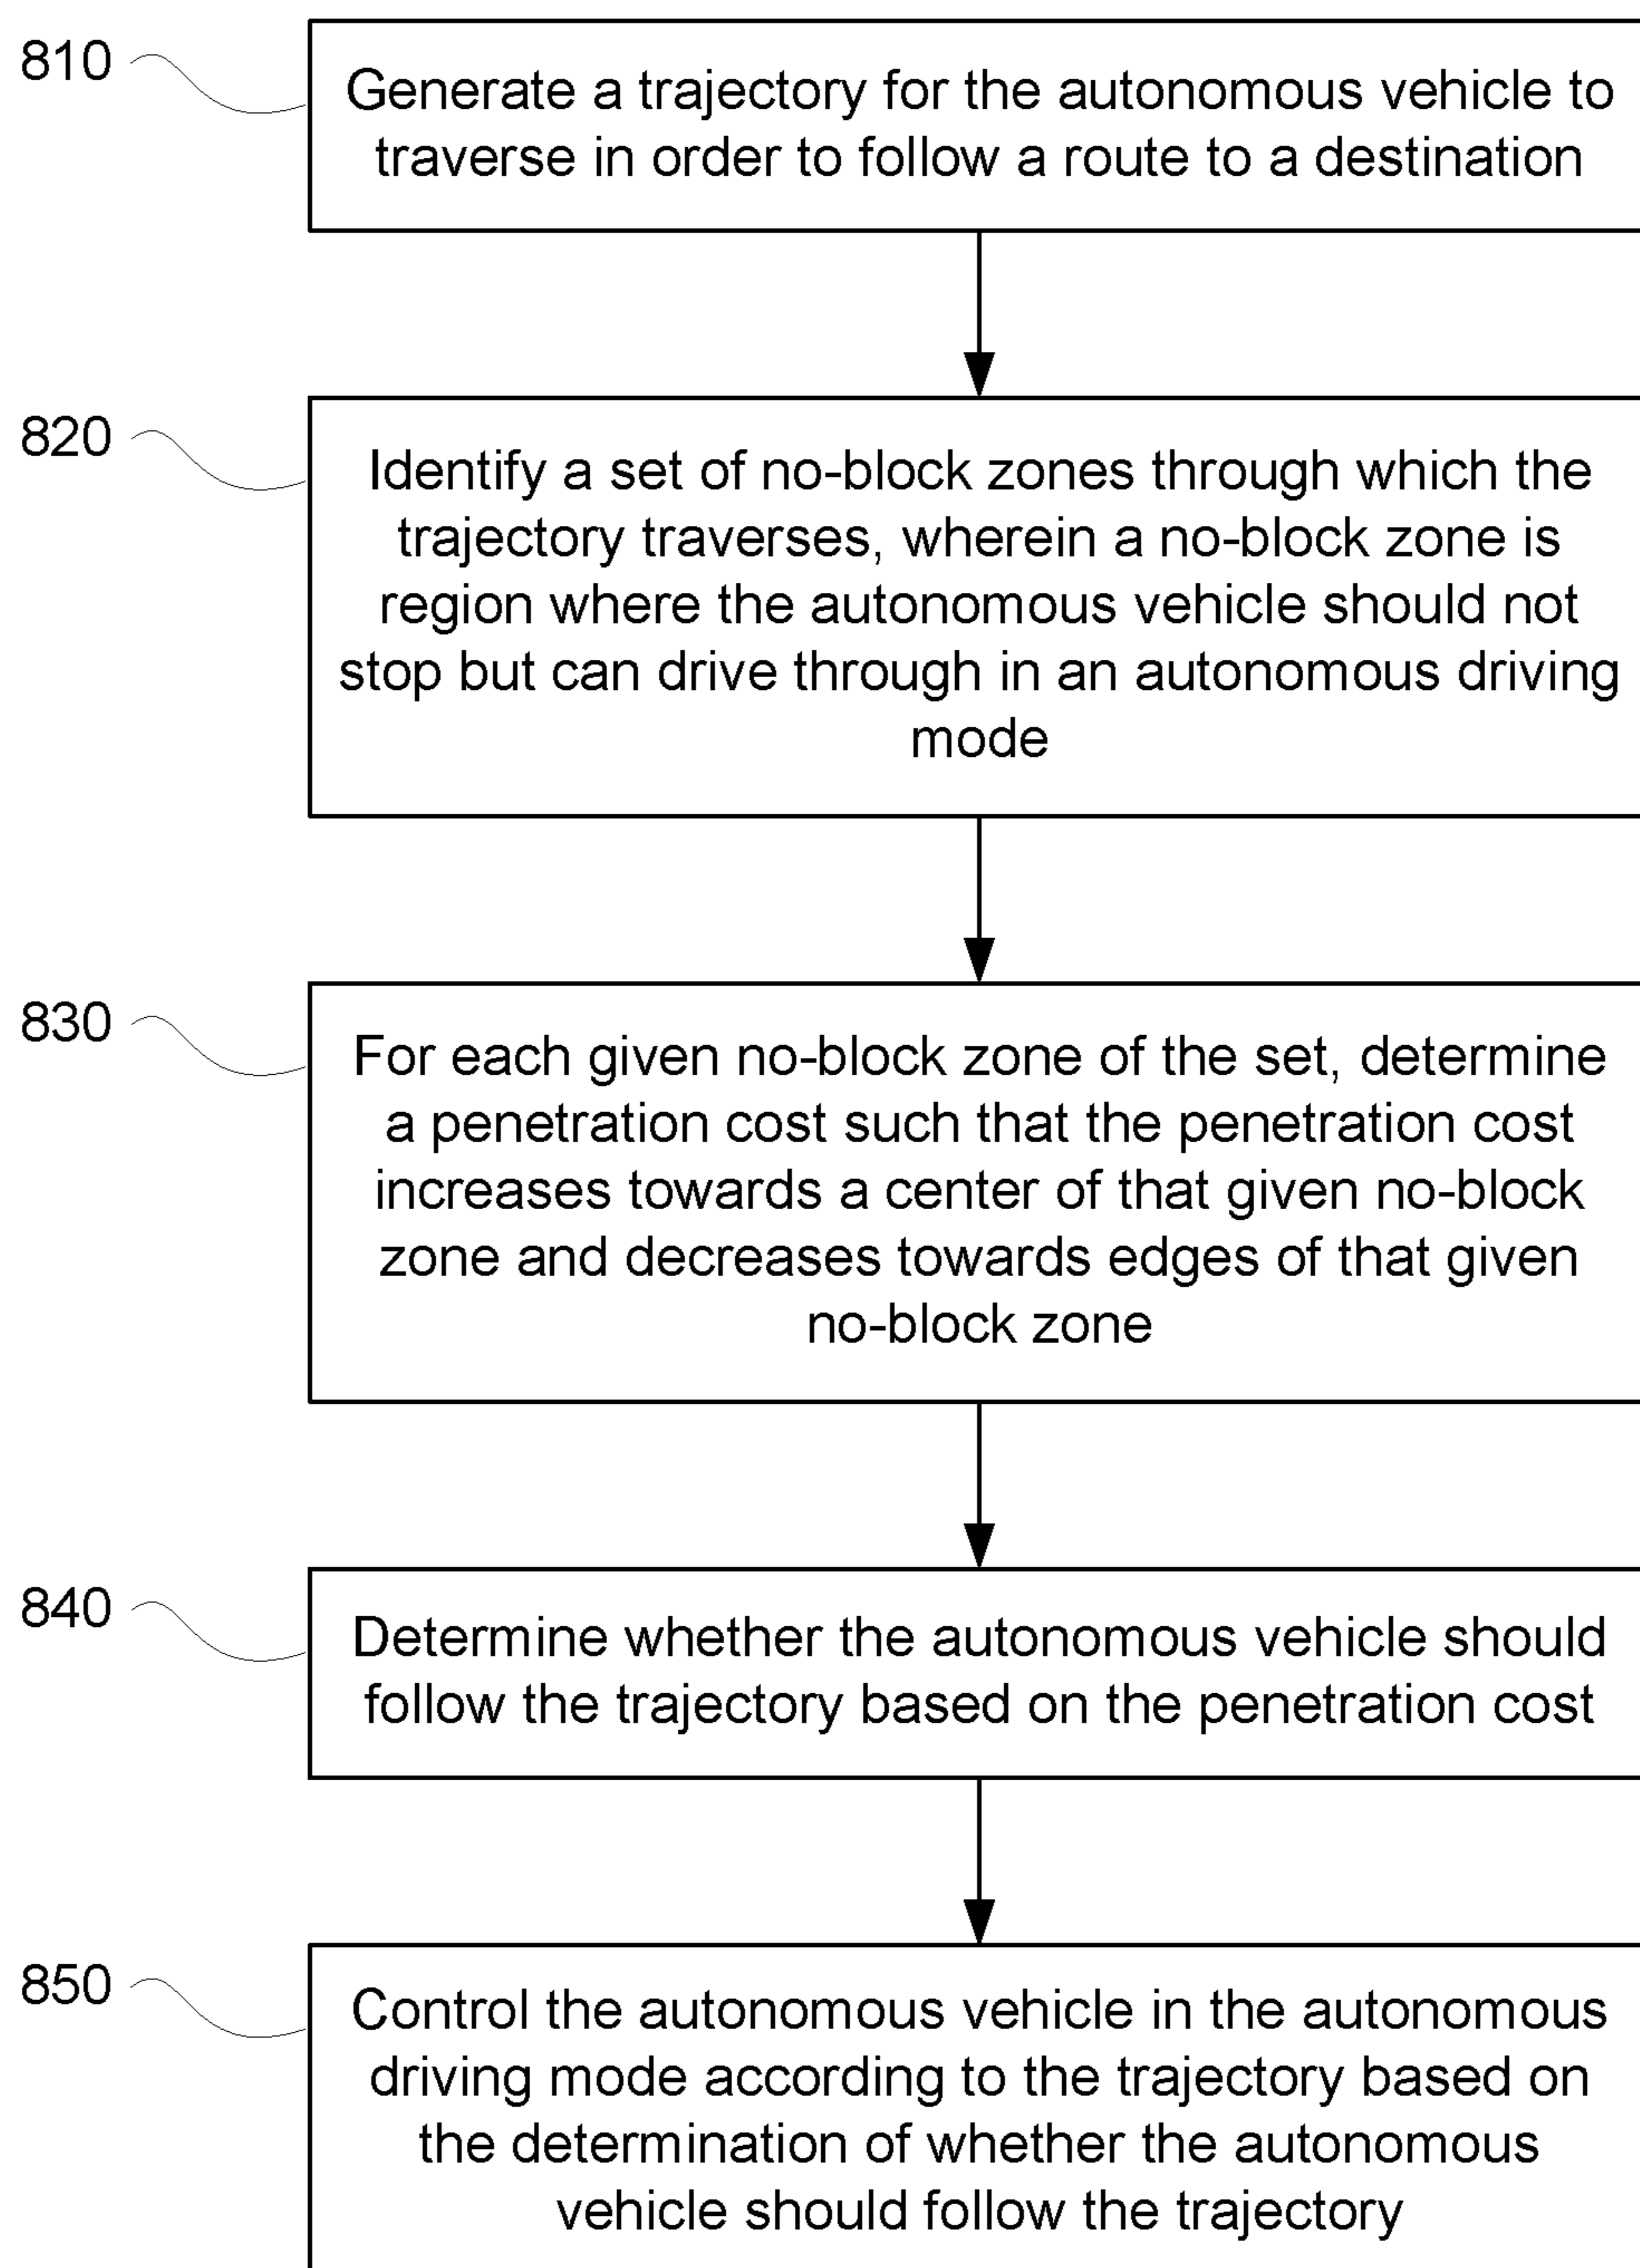 810
Generate a trajectory for the autonomous vehicle to
traverse in order to follow a route to a destination
820
Identify a set of no-block zones through which the
trajectory traverses, wherein a no-block zone is
region where the autonomous vehicle should not
stop but can drive through in an autonomous driving
mode
830
For each given no-block zone of the set, determine
a penetration cost such that the penetration cost
increases towards a center of that given no-block
zone and decreases towards edges of that given
no-block zone
840
Determine whether the autonomous vehicle should
follow the trajectory based on the penetration cost
850
Control the autonomous vehicle in the autonomous
driving mode according to the trajectory based on
the determination of whether the autonomous
vehicle should follow the trajectory